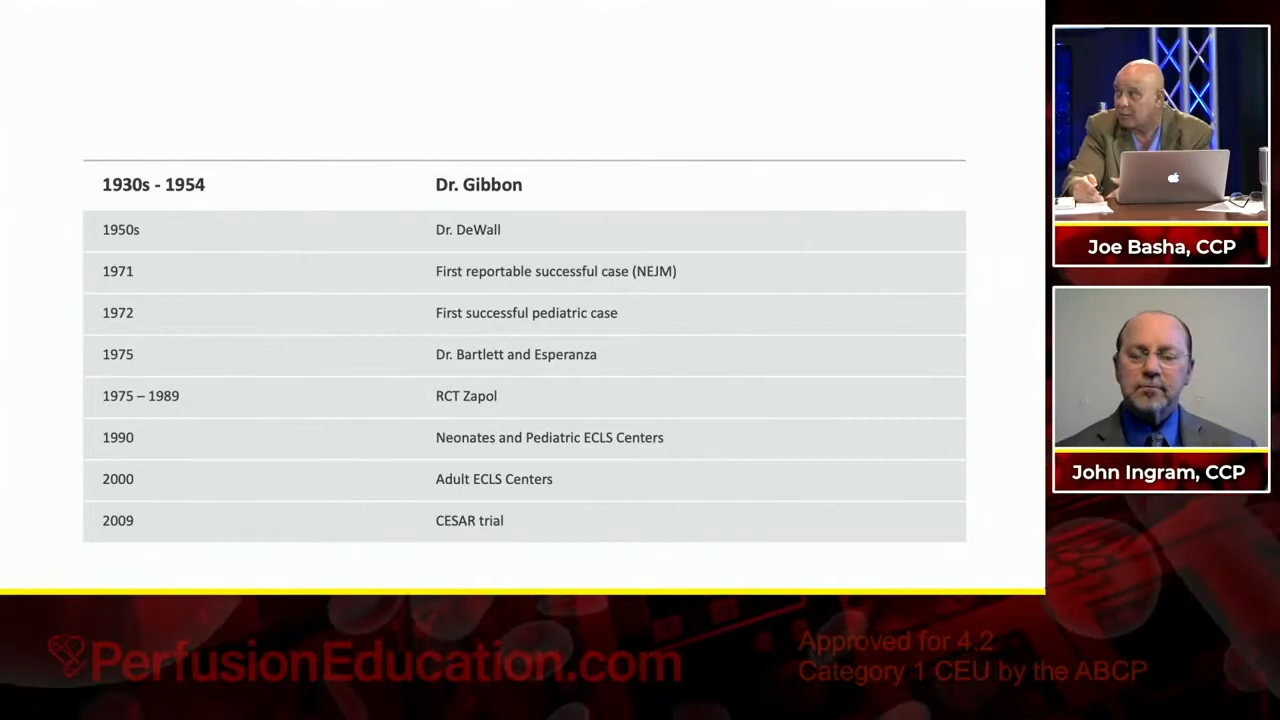 1930s - 1954 Dr. Gibbon
1950s Dr. DeWall
1971 First reportable successful case (NEJM)
1972 First successful pediatric case
1975 Dr. Bartlett and Esperanza
1975 – 1989 RCT Zapol
1990 Neonates and Pediatric ECLS Centers
2000 Adult ECLS Centers
2009 CESAR trial
Joe Basha, CCP
John Ingram, CCP
PerfusionEducation.com
Approved for 4.2
Category 1 CEU by the ABCP